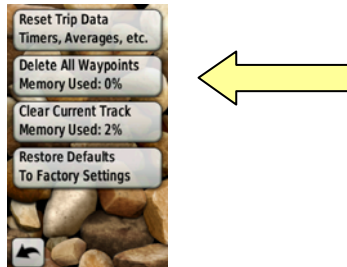 Reset Trip Data
Timers, Averages, etc.
Delete All Waypoints
Memory Used: 0%
Clear Current Track
Memory Used: 2%
Restore Defaults
To Factory Settings